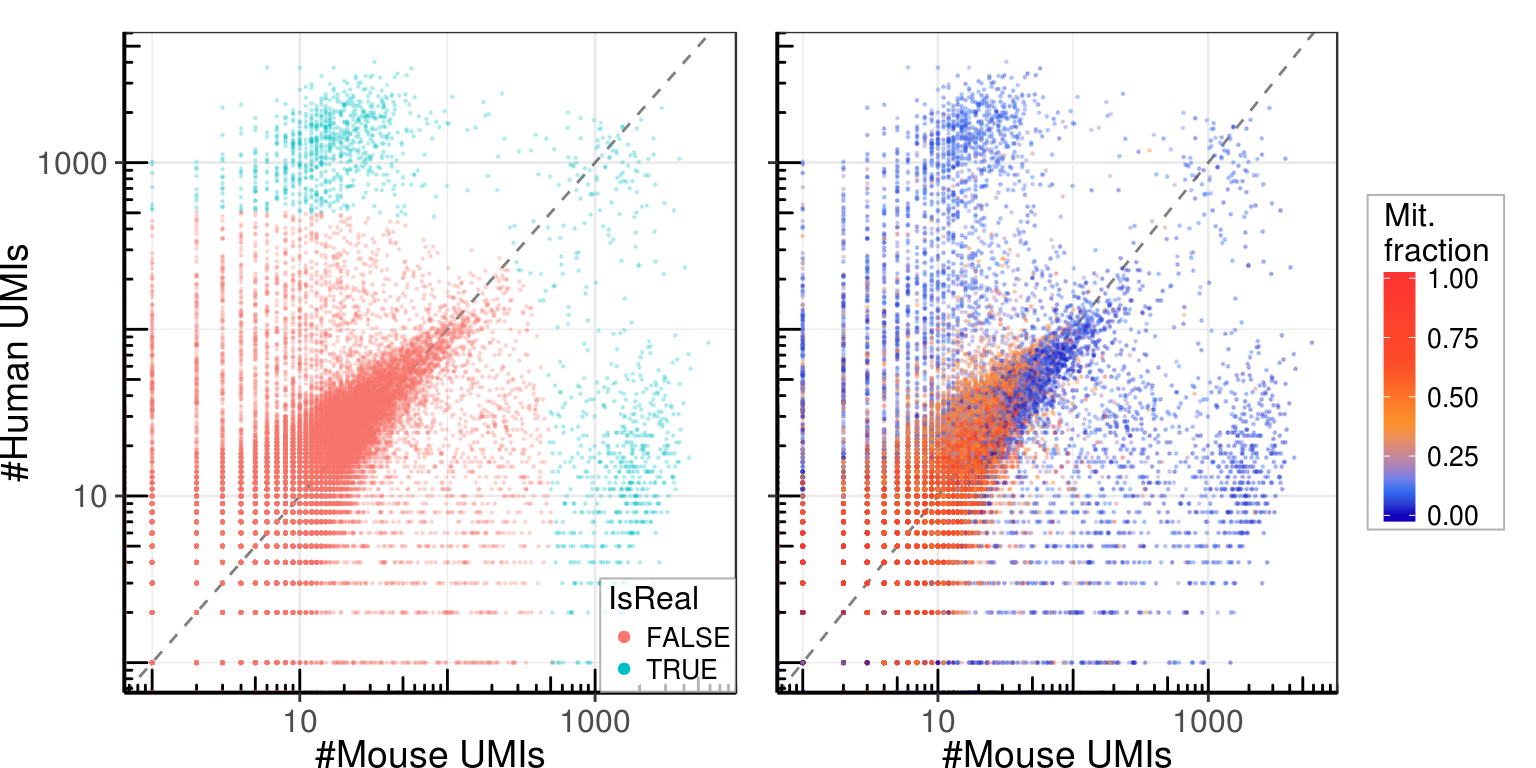 #Human UMIs
1000
10
10
1000
#Mouse UMIs
IsReal
FALSE
TRUE
10
1000
#Mouse UMIs
Mit.
fraction
1.00
0.75
0.50
0.25
0.00